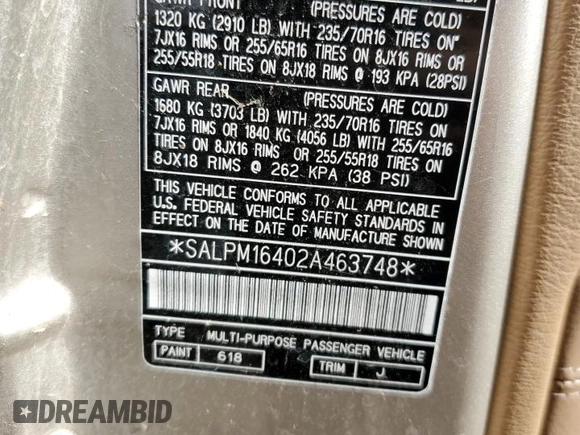 GAWR FRONT (PRESSURES ARE COLD)
1320 KG (2910 LB) WITH 235/70R16 TIRES ON
7JX16 RIMS OR 255/65R16 TIRES ON 8JX16 RIMS OR
255/55R18 TIRES ON 8JX18 RIMS @ 193 KPA (28PSI)
GAWR REAR (PRESSURES ARE COLD)
1680 KG (3703 LB) WITH 235/70R16 TIRES ON
7JX16 RIMS OR 1840 KG (4056 LB) WITH 255/65R16
TIRES ON 8JX16 RIMS OR 255/55R18 TIRES ON
8JX18 RIMS @ 262 KPA (38 PSI)
THIS VEHICLE CONFORMS TO ALL APPLICABLE
U.S. FEDERAL VEHICLE SAFETY STANDARDS IN
EFFECT ON THE DATE OF MANUFACTURE SHOWN
*SALPM16402A463748*
TYPE MULTI-PURPOSE PASSENGER VEHICLE
PAINT 618 TRIM J
DREAMBID